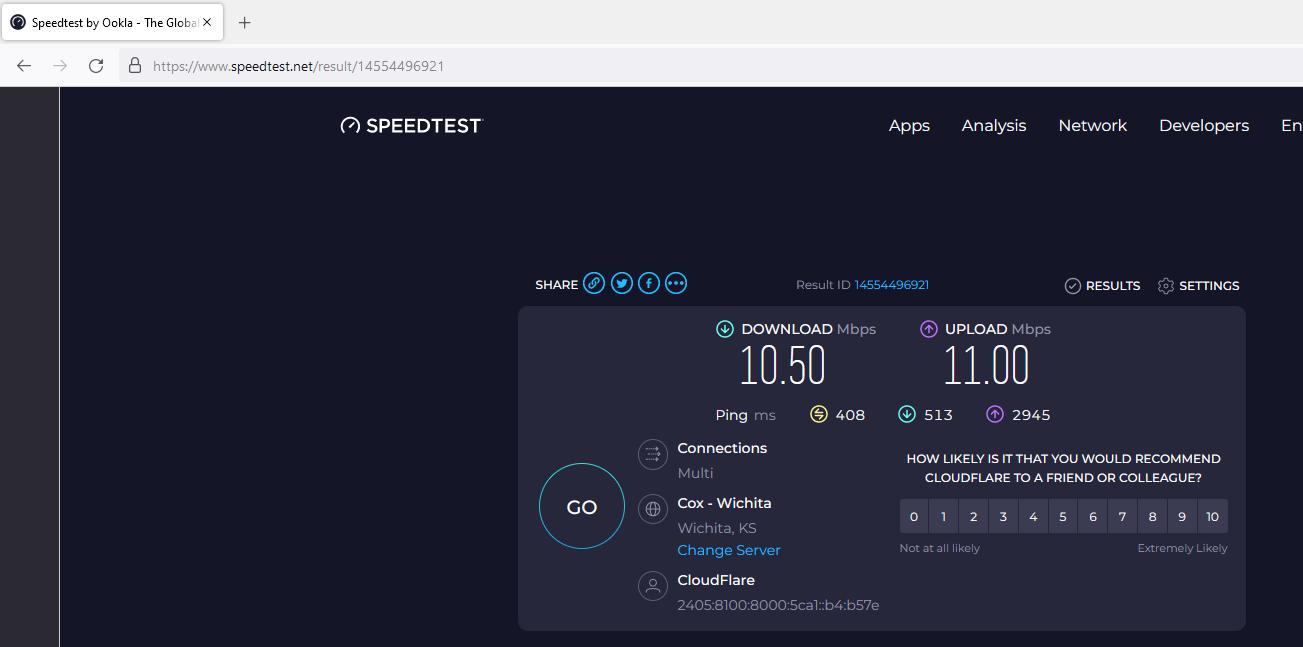 Speedtest by Ookla - The Global
https://www.speedtest.net/result/14554496921
SPEEDTEST
Apps Analysis Network Developers En
SHARE Result ID 14554496921 RESULTS SETTINGS
DOWNLOAD Mbps UPLOAD Mbps
10.50 11.00
Ping ms 408 513 2945
Connections
Multi
HOW LIKELY IS IT THAT YOU WOULD RECOMMEND
CLOUDFLARE TO A FRIEND OR COLLEAGUE?
0 1 2 3 4 5 6 7 8 9 10
Not at all likely Extremely Likely
GO
Cox - Wichita
Wichita, KS
Change Server
CloudFlare
2405:8100:8000:5ca1::b4:b57e